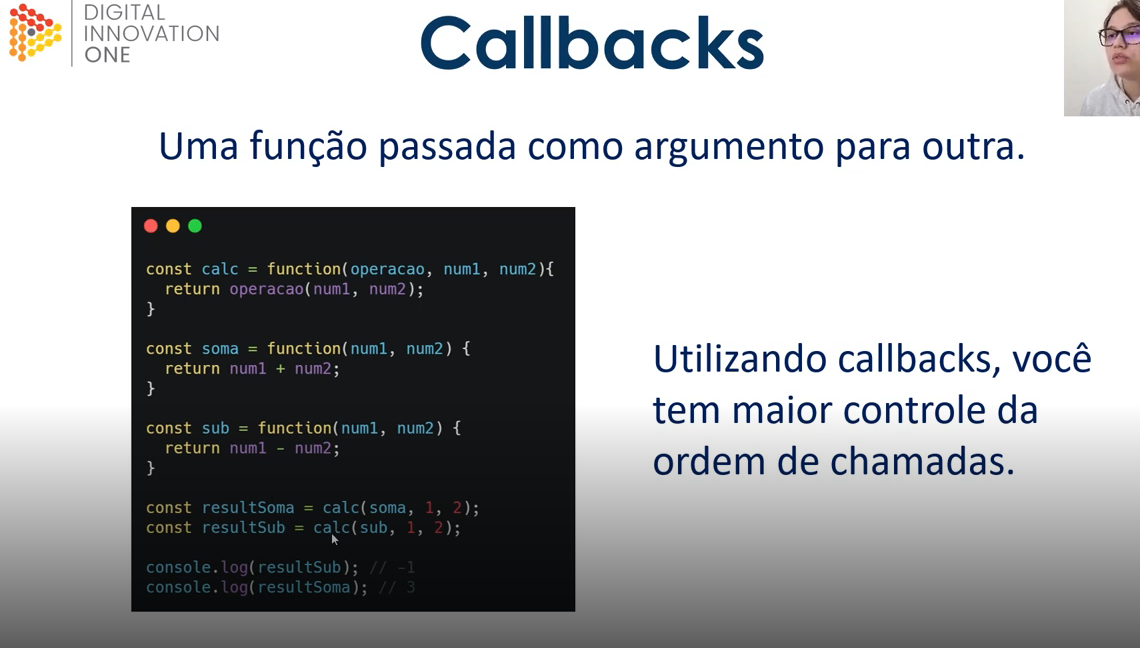 DIGITAL
INNOVATION
ONE
Callbacks
Uma função passada como argumento para outra.
const calc = function(operacao, num1, num2){
  return operacao(num1, num2);
}
const soma = function(num1, num2) {
  return num1 + num2;
}
const sub = function(num1, num2) {
  return num1 - num2;
}
const resultSoma = calc(soma, 1, 2);
const resultSub = calc(sub, 1, 2);
console.log(resultSub); // -1
console.log(resultSoma); // 3
Utilizando callbacks, você
tem maior controle da
ordem de chamadas.